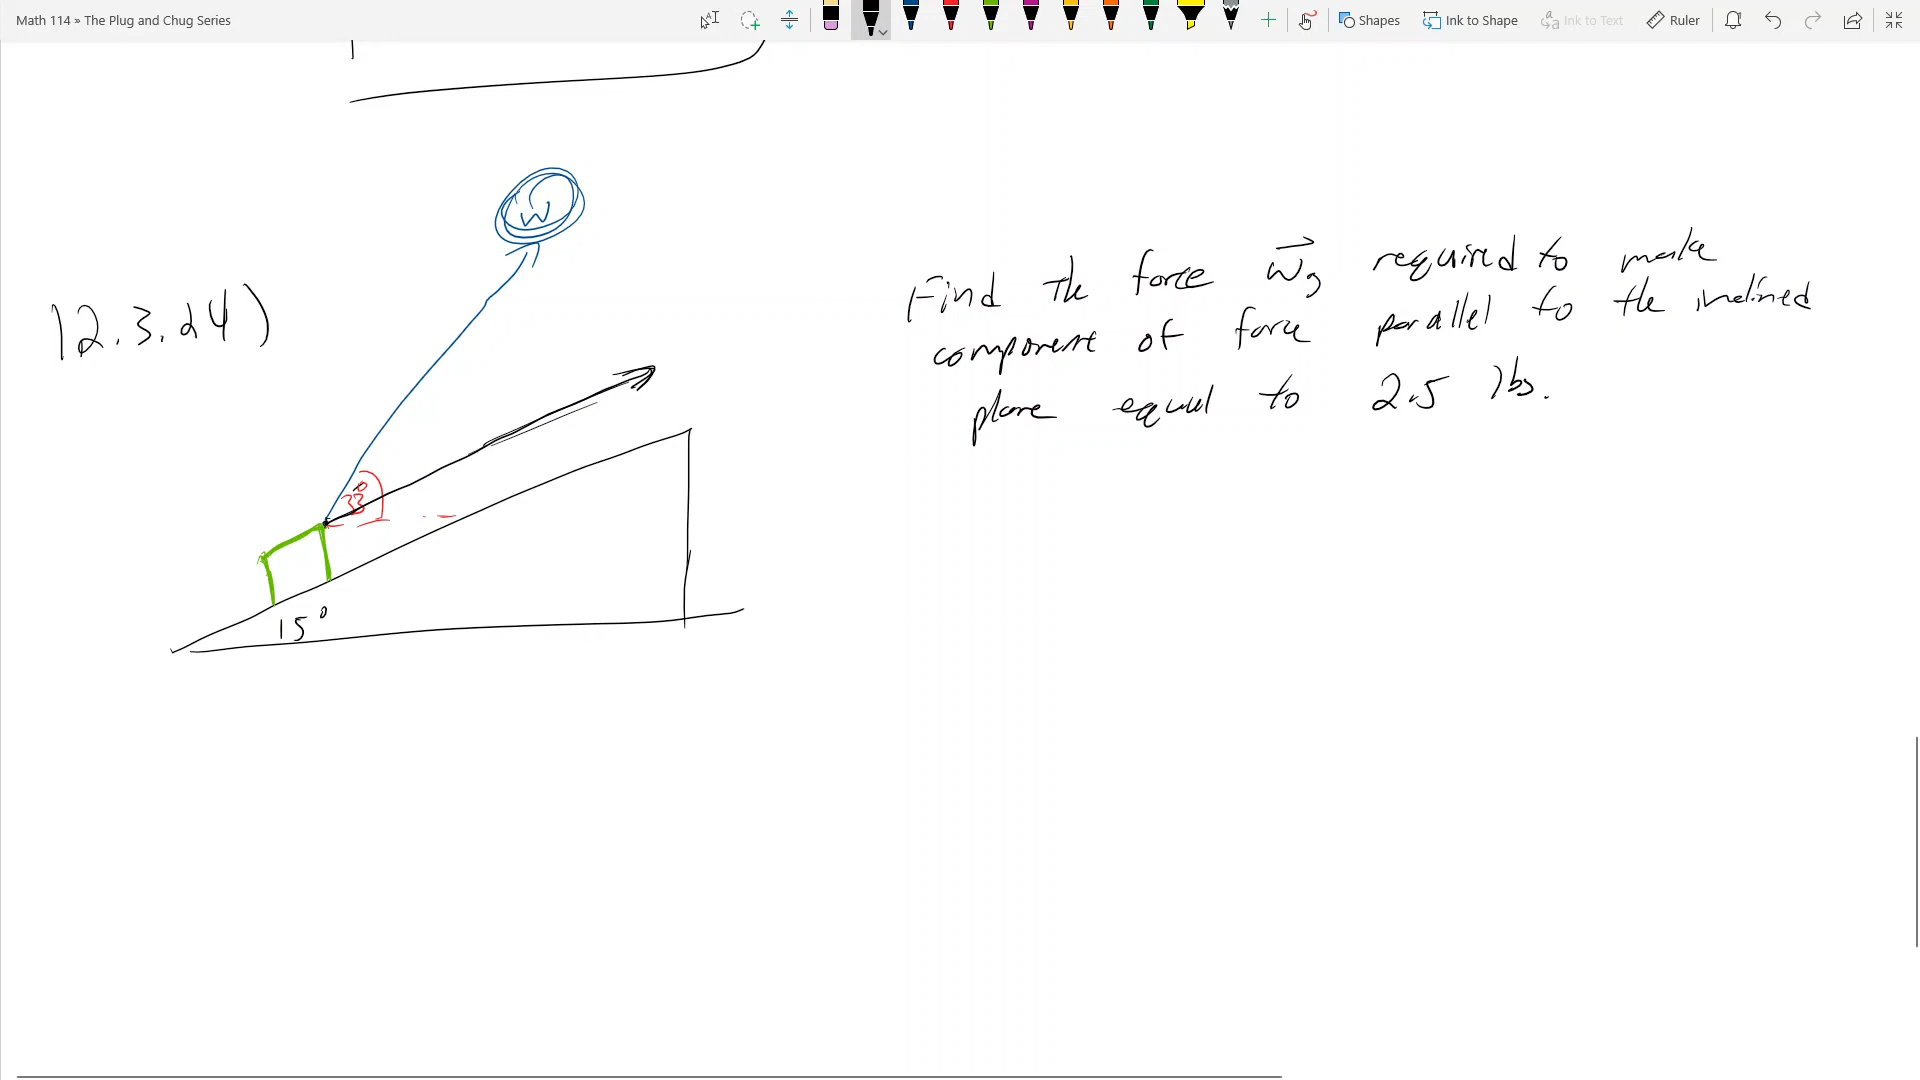 Math 114 » The Plug and Chug Series
Shapes
Ink to Shape
Ink to Text
Ruler
W
12.3.24)
Find the force w, required to make
component of force parallel to the inclined
plane equal to 2.5 lbs.
33°
15°